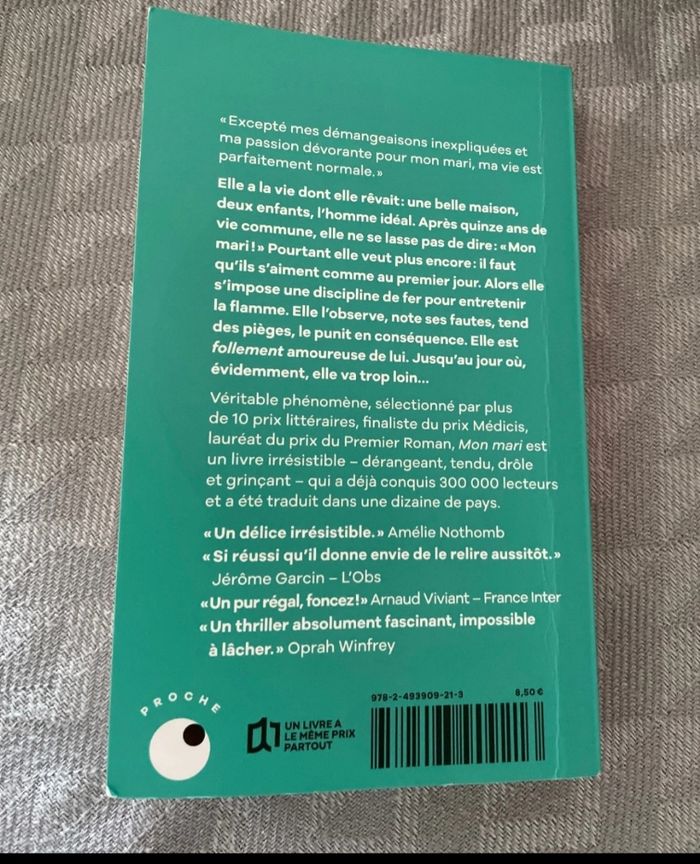 « Excepté mes démangeaisons inexpliquées et
ma passion dévorante pour mon mari, ma vie est
parfaitement normale. »
Elle a la vie dont elle rêvait : une belle maison,
deux enfants, l'homme idéal. Après quinze ans de
vie commune, elle ne se lasse pas de dire : « Mon
mari ! » Pourtant elle veut plus encore : il faut
qu'ils s'aiment comme au premier jour. Alors elle
s'impose une discipline de fer pour entretenir
la flamme. Elle l'observe, note ses fautes, tend
des pièges, le punit en conséquence. Elle est
follement amoureuse de lui. Jusqu'au jour où,
évidemment, elle va trop loin...
Véritable phénomène, sélectionné par plus
de 10 prix littéraires, finaliste du prix Médicis,
lauréat du prix du Premier Roman, Mon mari est
un livre irrésistible – dérangeant, tendu, drôle
et grinçant – qui a déjà conquis 300 000 lecteurs
et a été traduit dans une dizaine de pays.
« Un délice irrésistible. » Amélie Nothomb
« Si réussi qu'il donne envie de le relire aussitôt. »
Jérôme Garcin – L'Obs
« Un pur régal, foncez ! » Arnaud Viviant – France Inter
« Un thriller absolument fascinant, impossible
à lâcher. » Oprah Winfrey
PROCHE
UN LIVRE A
LE MÊME PRIX
PARTOUT
978-2-493909-21-3 8,50 €